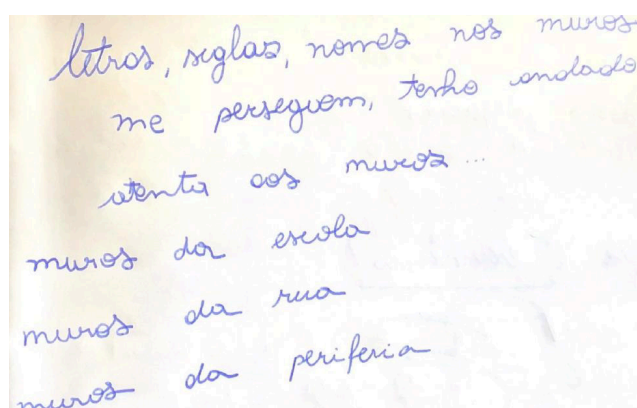 letras, siglas, nomes nos muros
me perseguem, tenho andado
atenta aos muros...
muros da escola
muros da rua
muros da periferia